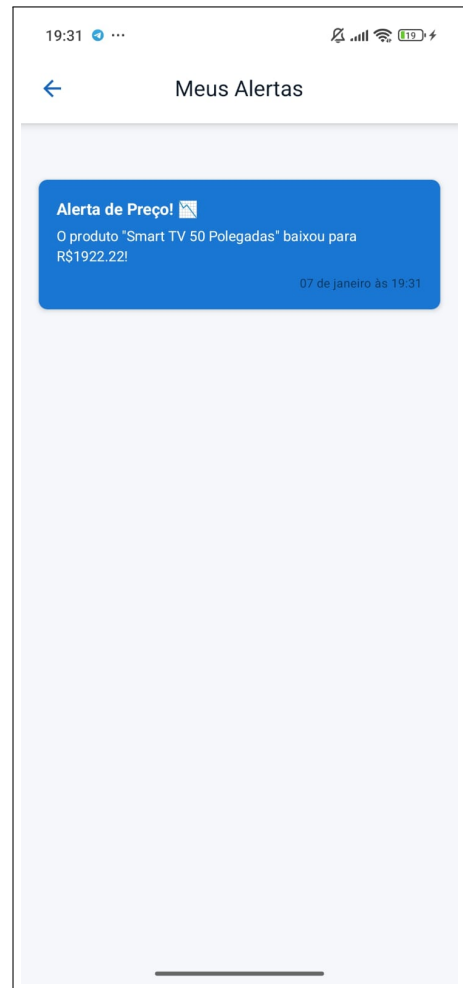 19:31
19
Meus Alertas
Alerta de Preço!
O produto "Smart TV 50 Polegadas" baixou para
R$1922.22!
07 de janeiro às 19:31